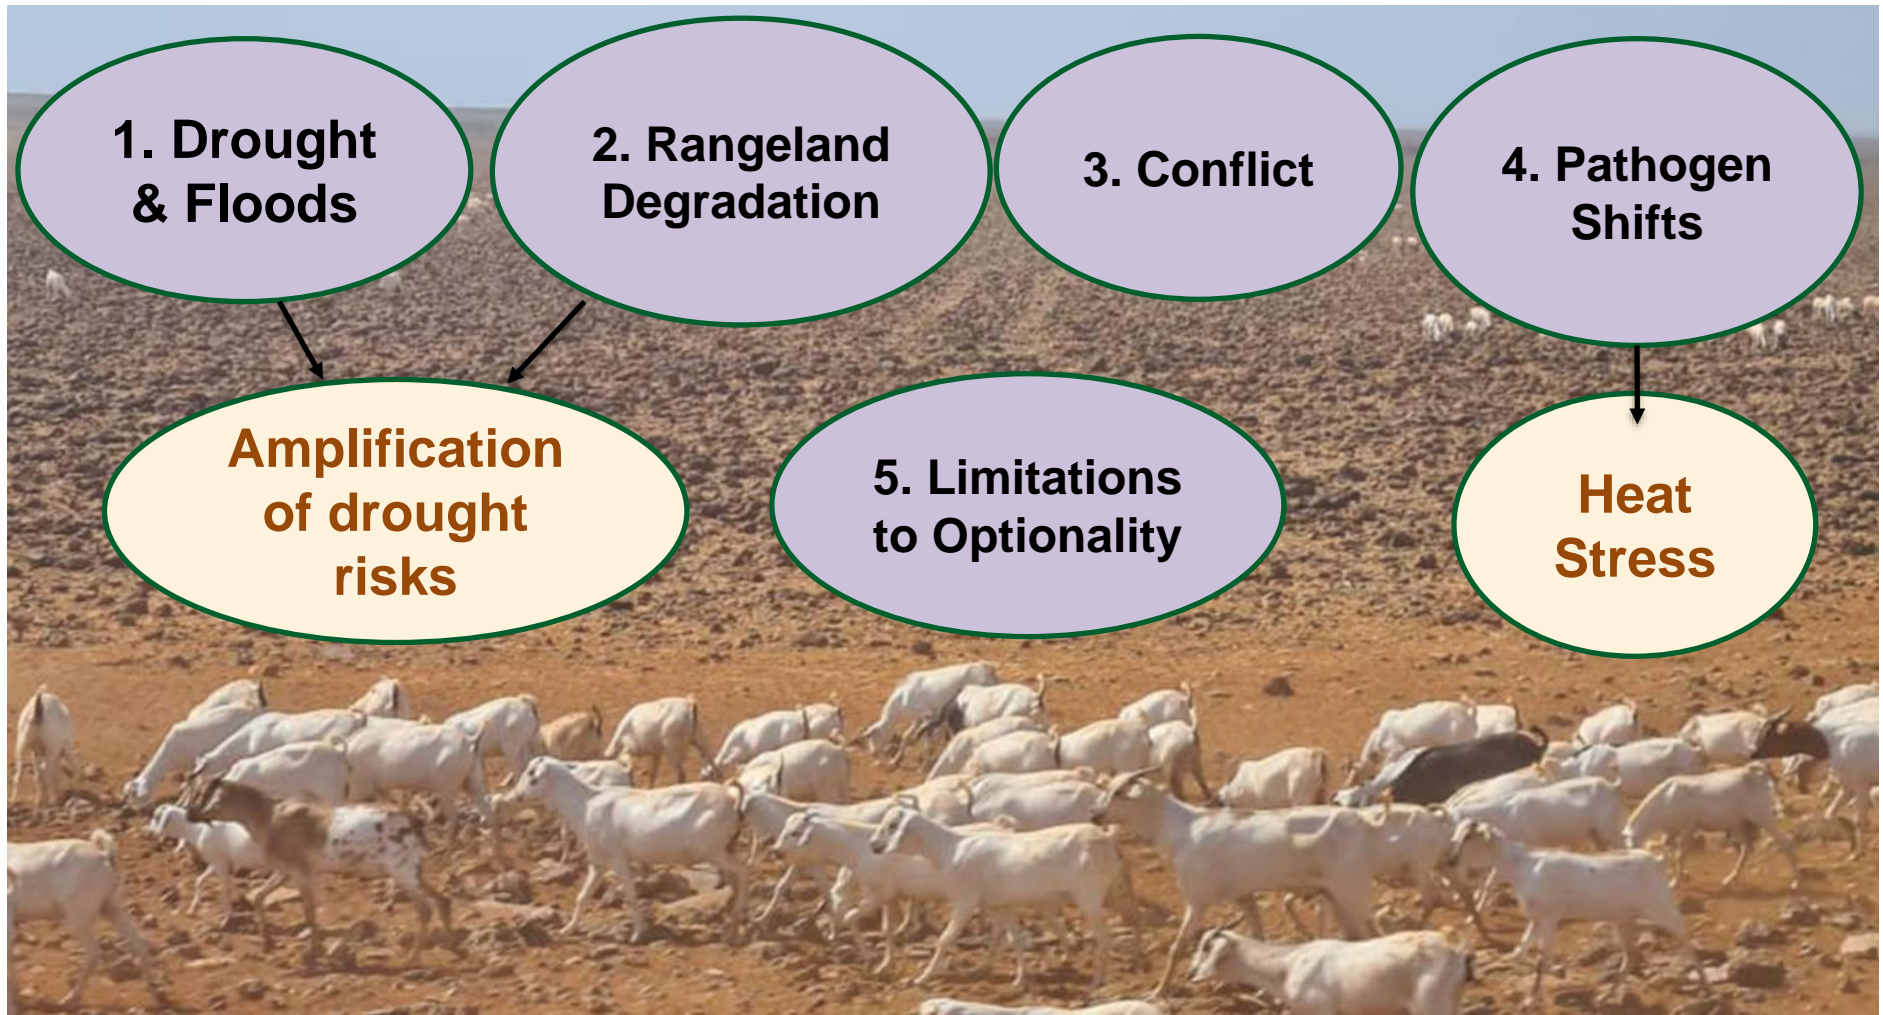 1. Drought
& Floods
2. Rangeland
Degradation
3. Conflict
4. Pathogen
Shifts
Amplification
of drought
risks
5. Limitations
to Optionality
Heat
Stress